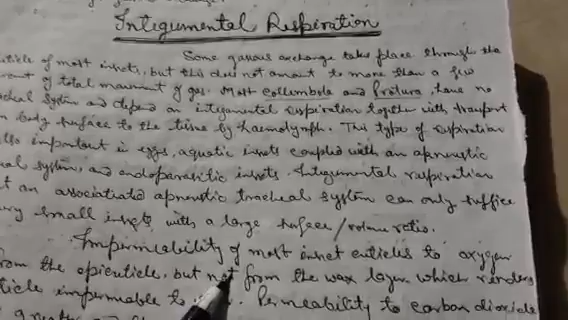 Integumental Respiration
Some gasous exchange take place through the
cuticle of most insects, but this does not amount to more than a few
of total movement of gas. Most collembola and Protura, have no
system and depend on integumental respiration together with transport
body surface to the tissue by haemolymph. This type of respiration
also important in eggs, aquatic insects coupled with an apneustic
system, and endoparasitic insects. Integumental respiration
an associated apneustic tracheal system can only suffice
small insects with a large surface/volume ratio.
Impermeability of most insect cuticles to oxygen
from the epicuticle, but not from the wax layer which renders
impermeable to Permeability to carbon dioxide